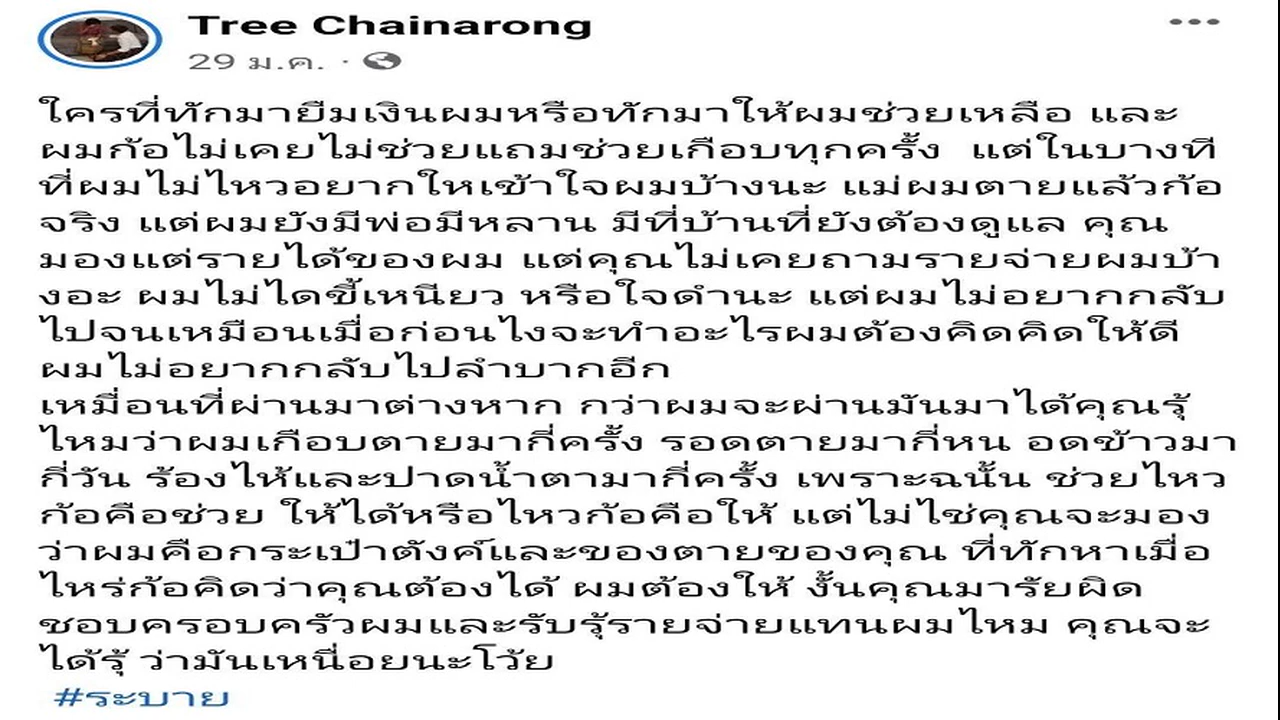 Tree Chainarong
29 ม.ค. ·
ใครที่ทักมายืมเงินผมหรือทักมาให้ผมช่วยเหลือ และ
ผมก้อไม่เคยไม่ช่วยแถมช่วยเกือบทุกครั้ง แต่ในบางที
ที่ผมไม่ไหวอยากใหเข้าใจผมบ้างนะ แม่ผมตายแล้วก้อ
จริง แต่ผมยังมีพ่อมีหลาน มีที่บ้านที่ยังต้องดูแล คุณ
มองแต่รายได้ของผม แต่คุณไม่เคยถามรายจ่ายผมบ้า
งอะ ผมไม่ไดขี้เหนียว หรือใจดำนะ แต่ผมไม่อยากกลับ
ไปจนเหมือนเมื่อก่อนไงจะทำอะไรผมต้องคิดคิดให้ดี
ผมไม่อยากกลับไปลำบากอีก
เหมื่อนที่ผ่านมาต่างหาก กว่าผมจะผ่านมันมาได้คุณรุ้
ไหมว่าผมเกือบตายมากี่ครั้ง รอดตายมากี่หน อดข้าวมา
กี่วัน ร้องไห้และปาดน้ำตามากี่ครั้ง เพราะฉนั้น ช่วยไหว
ก้อคือช่วย ให้ได้หรือไหวก้อคือให้ แต่ไม่ไช่คุณจะมอง
ว่าผมคือกระเป๋าตังค์และของตายของคุณ ที่ทักหาเมื่อ
ไหร่ก้อคิดว่าคุณต้องได้ ผมต้องให้ งั้นคุณมารัยผิด
ชอบครอบครัวผมและรับรุ้รายจ่ายแทนผมไหม คุณจะ
ได้รุ้ ว่ามันเหนื่อยนะโว้ย
#ระบาย